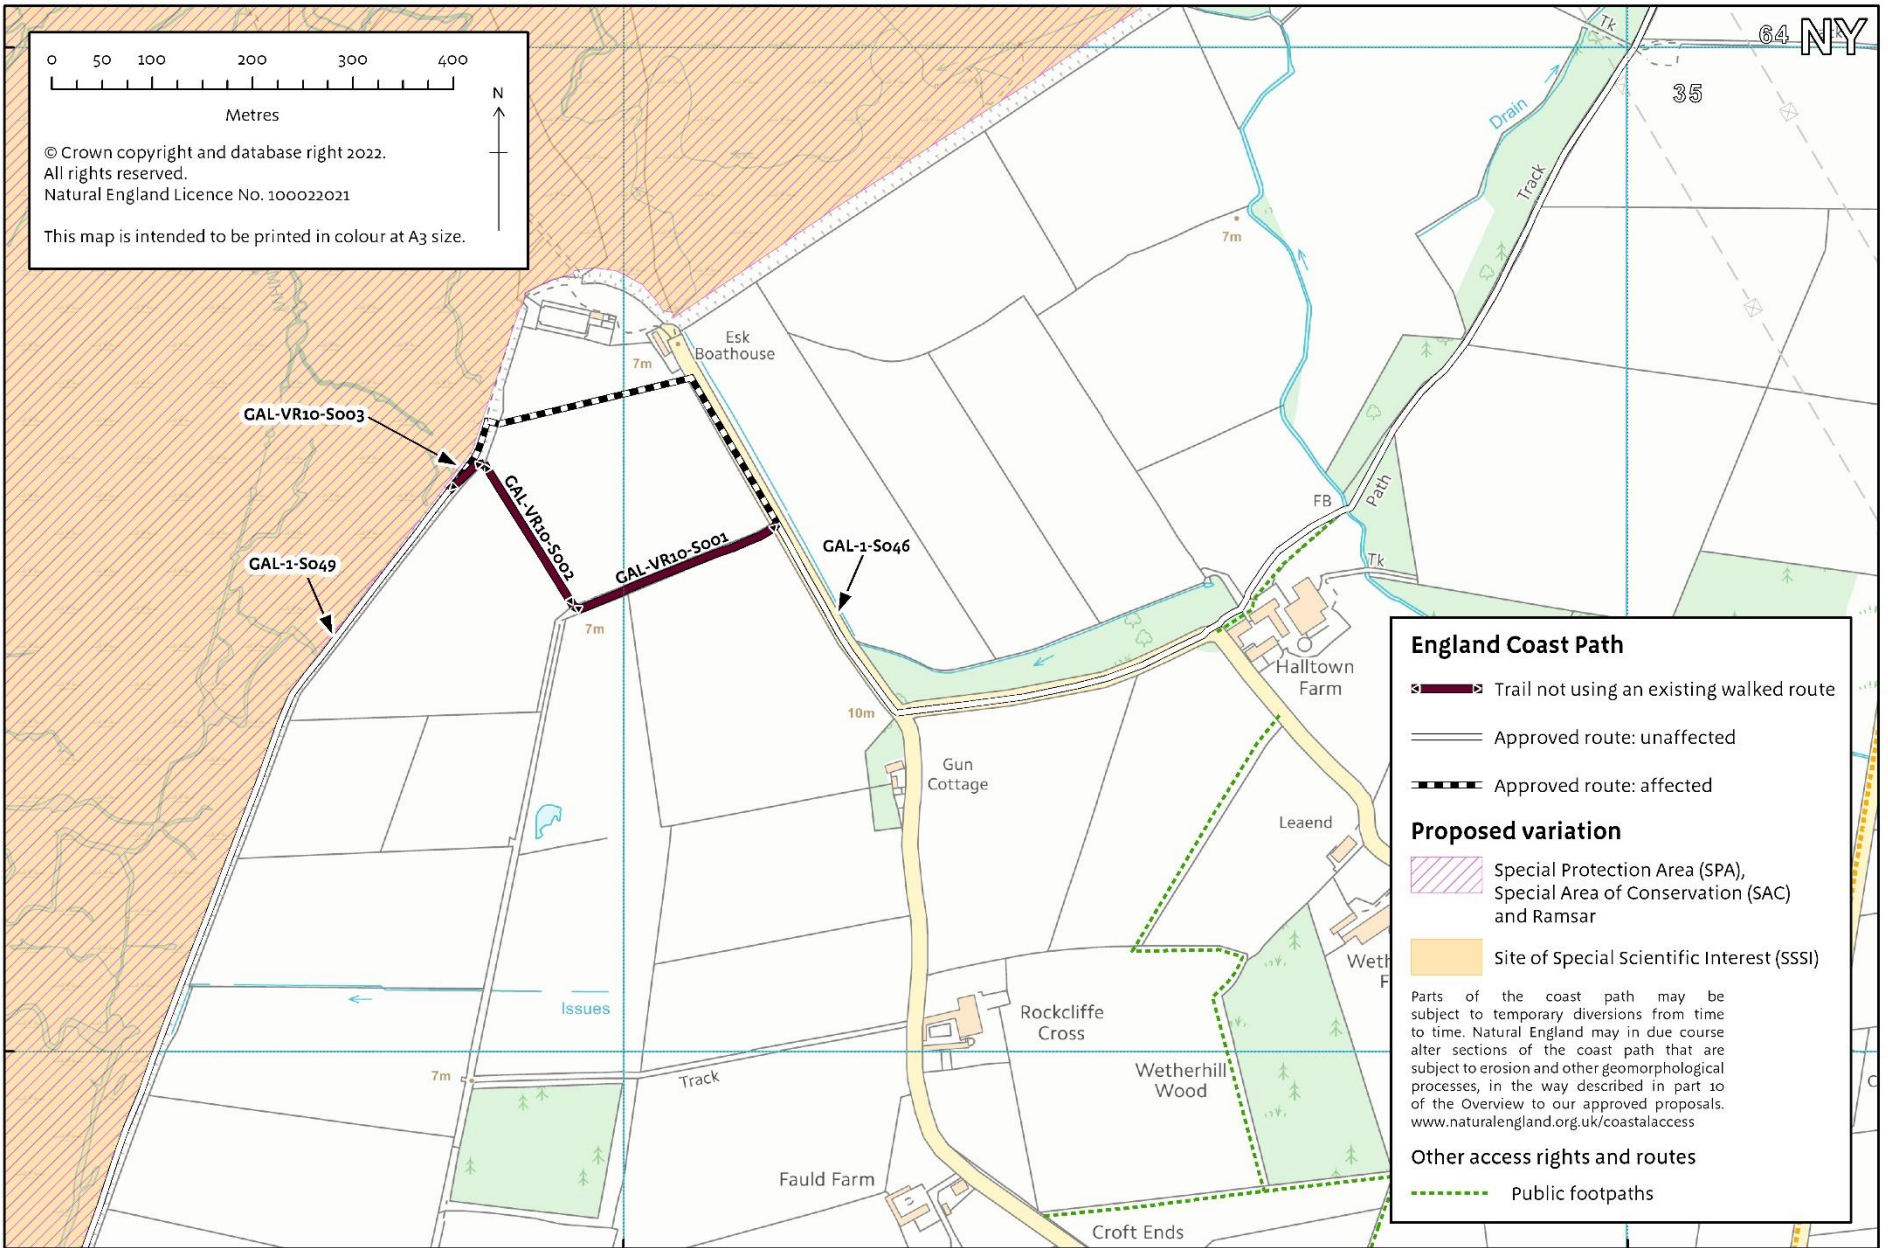 0 50 100 200 300 400
Metres
N
© Crown copyright and database right 2022.
All rights reserved.
Natural England Licence No. 100022021
This map is intended to be printed in colour at A3 size.
Tk
64 NY
35
Drain
Track
7m
MHW
Esk
Boathouse
7m
GAL-VR10-S003
GAL-VR10-S002
GAL-VR10-S001
GAL-1-S046
GAL-1-S049
7m
FB
Path
Tk
Halltown
Farm
10m
Gun
Cottage
Leaend
Issues
Rockcliffe
Cross
Wetherhill
Wood
7m
Track
Fauld Farm
Croft Ends
England Coast Path
Trail not using an existing walked route
Approved route: unaffected
Approved route: affected
Proposed variation
Special Protection Area (SPA),
Special Area of Conservation (SAC)
and Ramsar
Site of Special Scientific Interest (SSSI)
Parts of the coast path may be
subject to temporary diversions from time
to time. Natural England may in due course
alter sections of the coast path that are
subject to erosion and other geomorphological
processes, in the way described in part 10
of the Overview to our approved proposals.
www.naturalengland.org.uk/coastalaccess
Other access rights and routes
Public footpaths